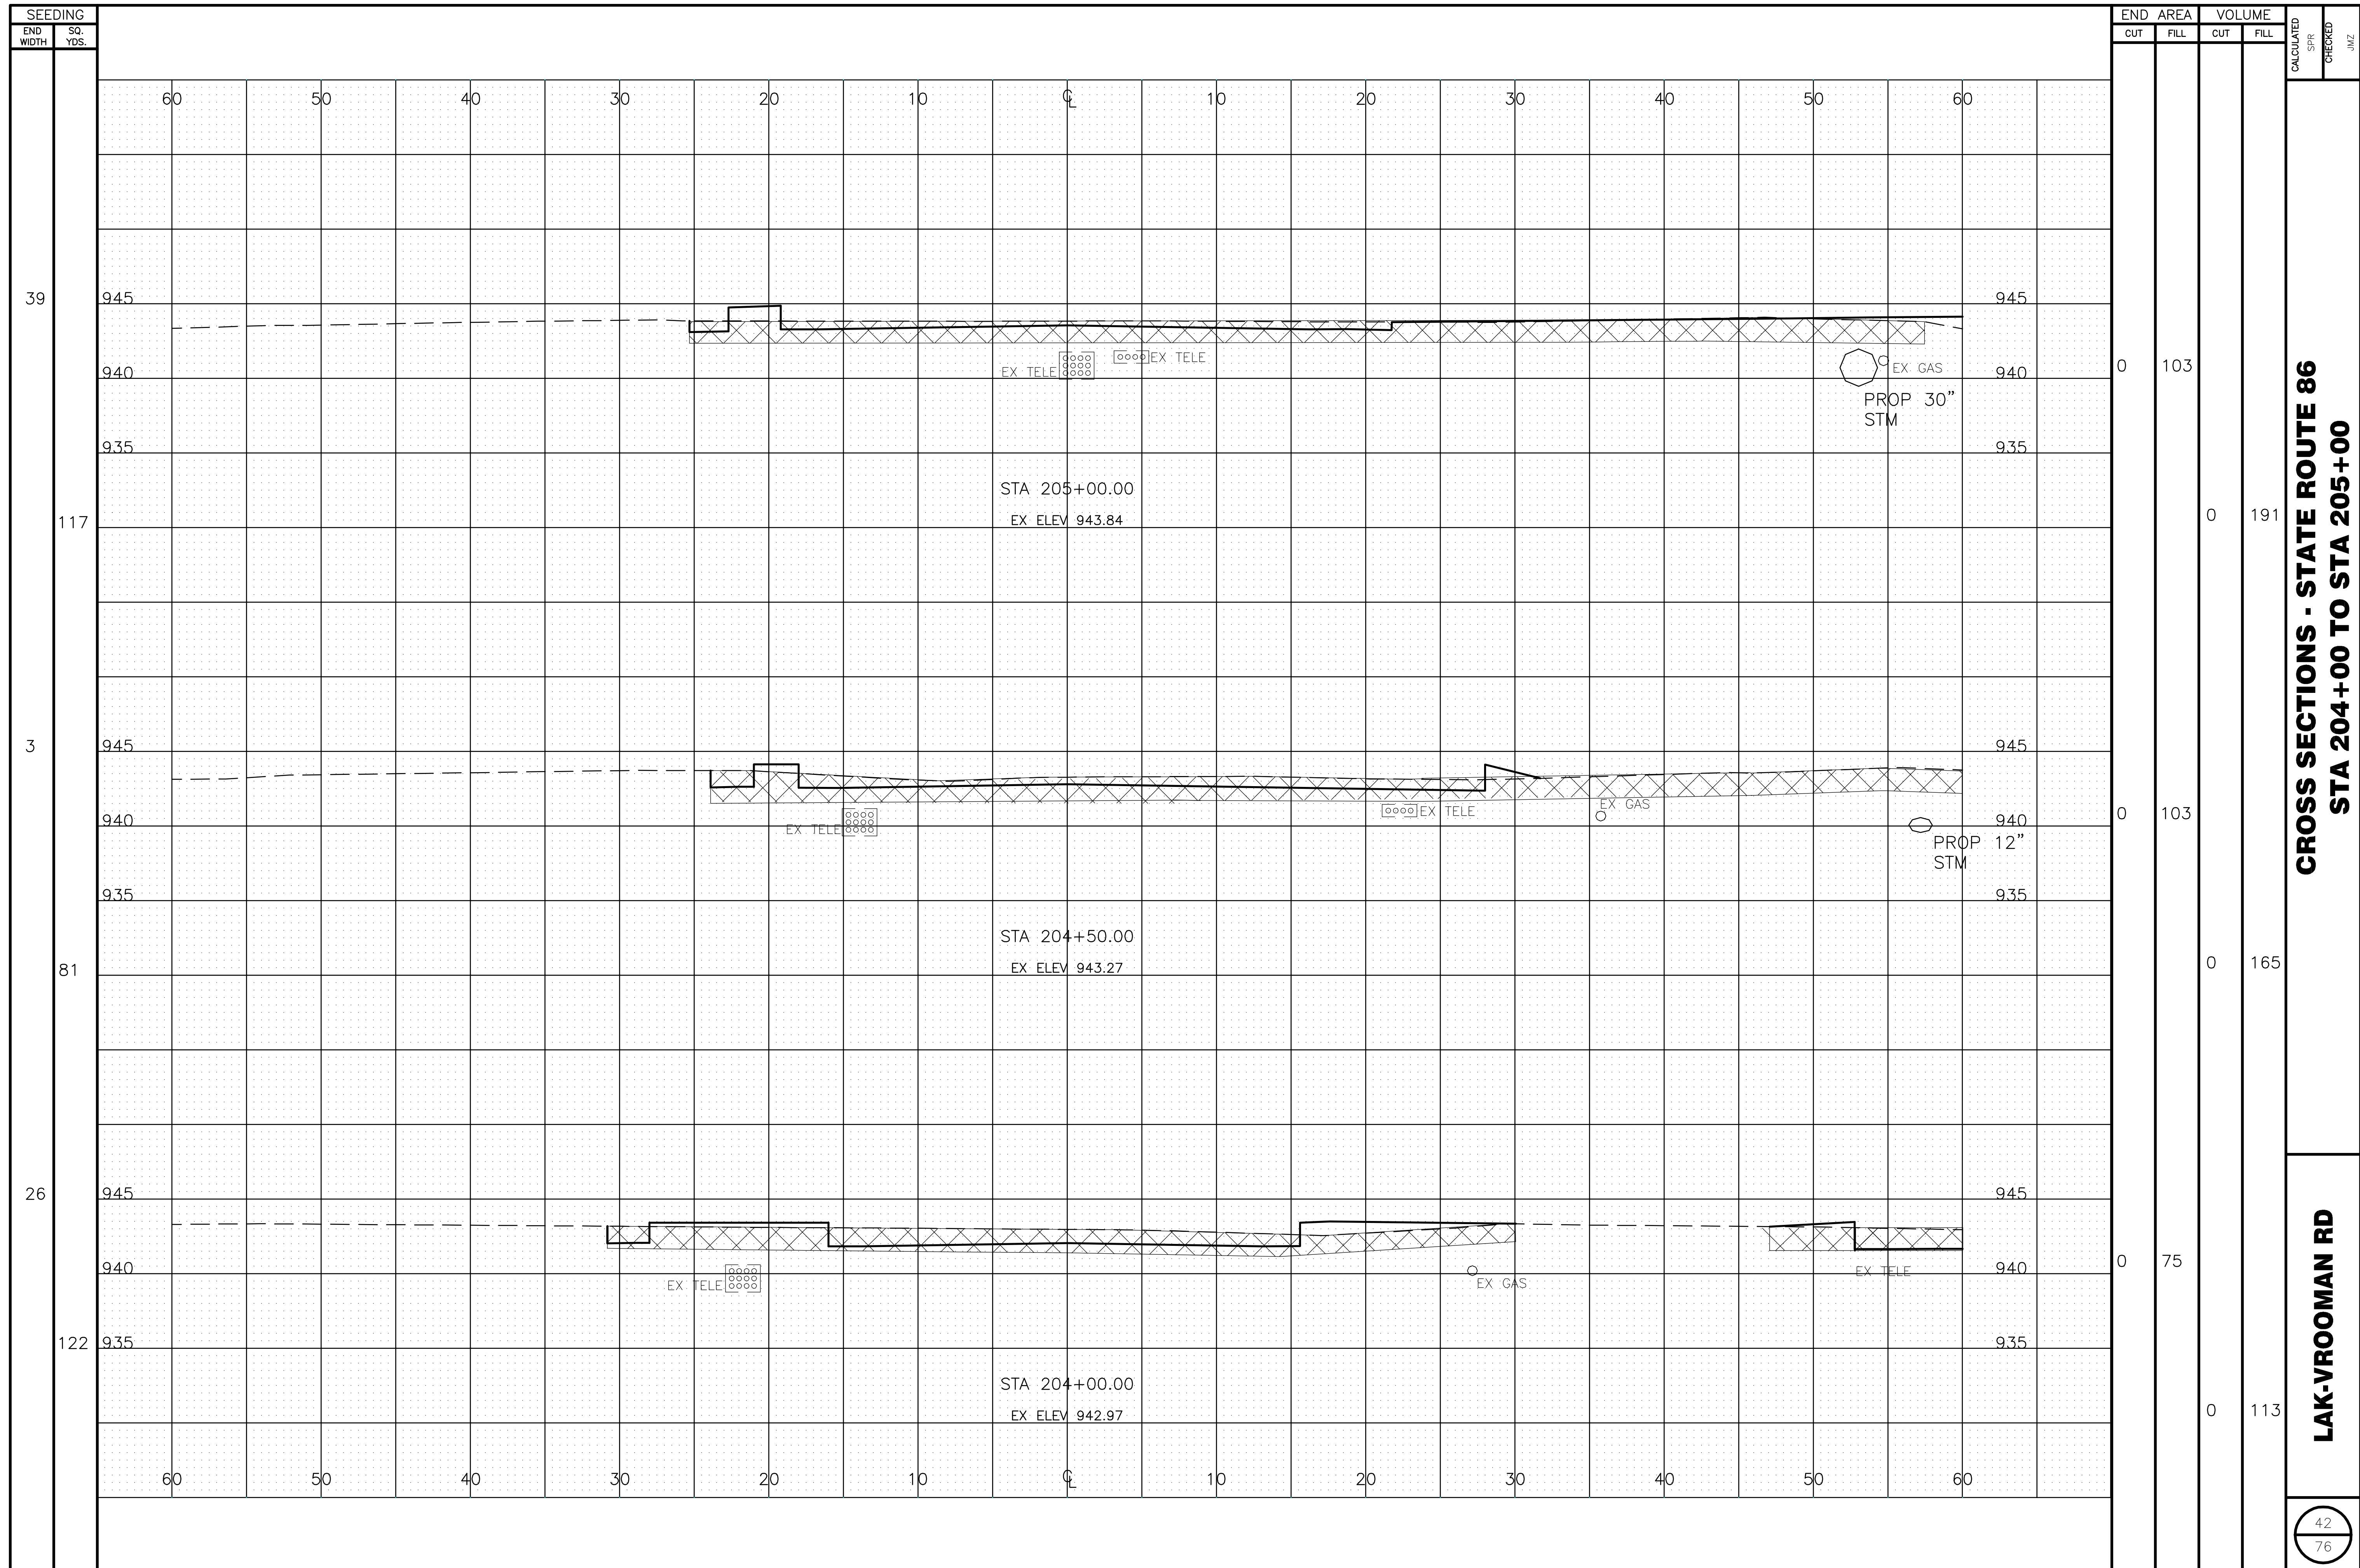 SEEDING
END WIDTH
SQ. YDS.
END AREA
VOLUME
CUT FILL CUT FILL
CALCULATED
SPR
CHECKED
JMZ
60 50 40 30 20 10 CL 10 20 30 40 50 60
39
945 945
EX TELE
EX TELE
EX GAS
940 940
0 103
PROP 30”
STM
935 935
STA 205+00.00
EX ELEV 943.84
117
0 191
3
945 945
EX TELE
EX TELE
EX GAS
940 940
0 103
PROP 12”
STM
935 935
STA 204+50.00
EX ELEV 943.27
81
0 165
26
945 945
EX TELE
EX GAS
EX TELE
940 940
0 75
122
935 935
STA 204+00.00
EX ELEV 942.97
0 113
60 50 40 30 20 10 CL 10 20 30 40 50 60
CROSS SECTIONS - STATE ROUTE 86
STA 204+00 TO STA 205+00
LAK-VROOMAN RD
42
76